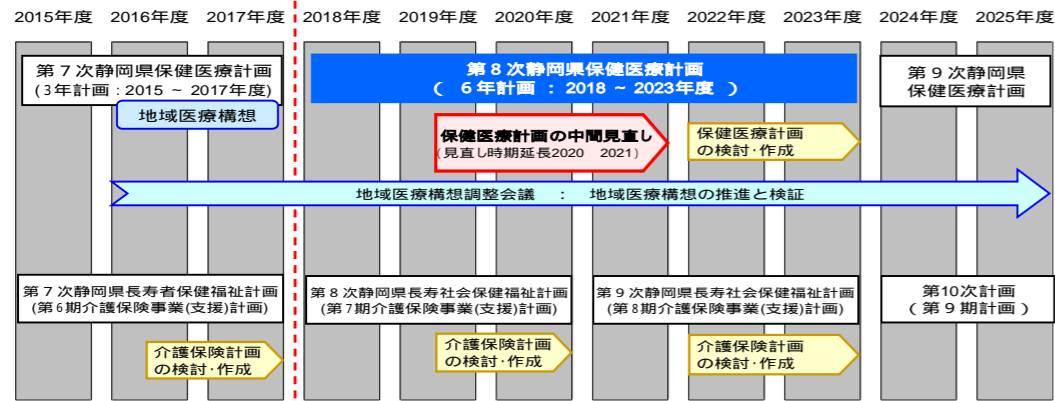 2015年度 2016年度 2017年度 2018年度 2019年度 2020年度 2021年度 2022年度 2023年度 2024年度 2025年度
第７次静岡県保健医療計画
(3年計画：2015 ~ 2017年度)
地域医療構想
第８次静岡県保健医療計画
（ ６年計画 ： 2018 ~ 2023年度 ）
第９次静岡県
保健医療計画
保健医療計画の中間見直し
(見直し時期延長2020 2021)
保健医療計画
の検討･作成
地域医療構想調整会議 ： 地域医療構想の推進と検証
第７次静岡県長寿者保健福祉計画
(第6期介護保険事業(支援)計画)
第８次静岡県長寿社会保健福祉計画
(第7期介護保険事業(支援)計画)
第９次静岡県長寿社会保健福祉計画
(第8期介護保険事業(支援)計画)
第10次計画
（第９期計画）
介護保険計画
の検討･作成
介護保険計画
の検討･作成
介護保険計画
の検討･作成